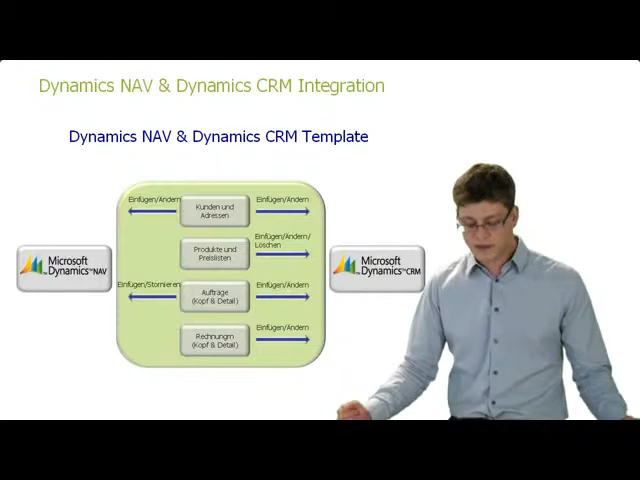 Dynamics NAV & Dynamics CRM Integration
Dynamics NAV & Dynamics CRM Template
Einfügen/Ändern
Kunden und
Adressen
Einfügen/Ändern
Produkte und
Preislisten
Einfügen/Ändern/
Löschen
Microsoft
Dynamics™NAV
Microsoft
Dynamics™CRM
Einfügen/Stornieren
Aufträge
(Kopf & Detail)
Einfügen/Ändern
Rechnungrn
(Kopf & Detail)
Einfügen/Ändern